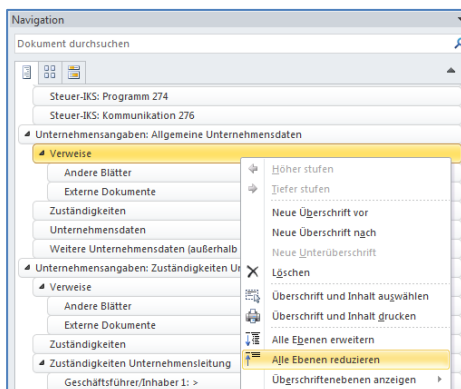 Navigation
Dokument durchsuchen
Steuer-IKS: Programm 274
Steuer-IKS: Kommunikation 276
Unternehmensangaben: Allgemeine Unternehmensdaten
Verweise
Andere Blätter
Externe Dokumente
Zuständigkeiten
Unternehmensdaten
Weitere Unternehmensdaten (außerhalb
Unternehmensangaben: Zuständigkeiten Un
Verweise
Andere Blätter
Externe Dokumente
Zuständigkeiten
Zuständigkeiten Unternehmensleitung
Geschäftsführer/Inhaber 1: >
Höher stufen
Tiefer stufen
Neue Überschrift vor
Neue Überschrift nach
Neue Unterüberschrift
Löschen
Überschrift und Inhalt auswählen
Überschrift und Inhalt drucken
Alle Ebenen erweitern
Alle Ebenen reduzieren
Überschriftenebenen anzeigen